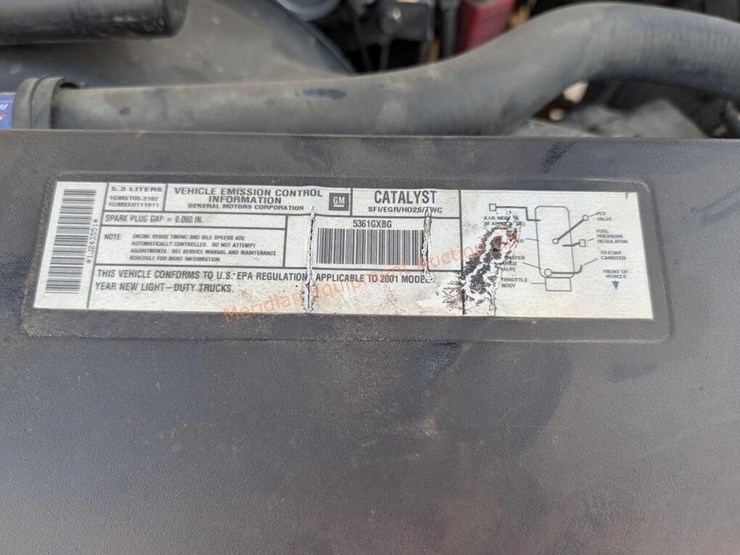 5.3 LITERS
VEHICLE EMISSION CONTROL
INFORMATION
GENERAL MOTORS CORPORATION
GM
CATALYST
SFI/EGR/HO2S/TWC
SPARK PLUG GAP = 0.060 IN.
5361GXBG
NOTE: ENGINE SPARK TIMING AND IDLE SPEED ARE
AUTOMATICALLY CONTROLLED. DO NOT ATTEMPT
ADJUSTMENTS. SEE SERVICE MANUAL AND MAINTENANCE
SCHEDULE FOR MORE INFORMATION.
THIS VEHICLE CONFORMS TO U.S. EPA REGULATION APPLICABLE TO 2001 MODEL
YEAR NEW LIGHT-DUTY TRUCKS.
PCV
VALVE
FUEL
PRESSURE
REGULATOR
TO EVAP
CANISTER
FRONT OF
VEHICLE
THROTTLE
BODY
F